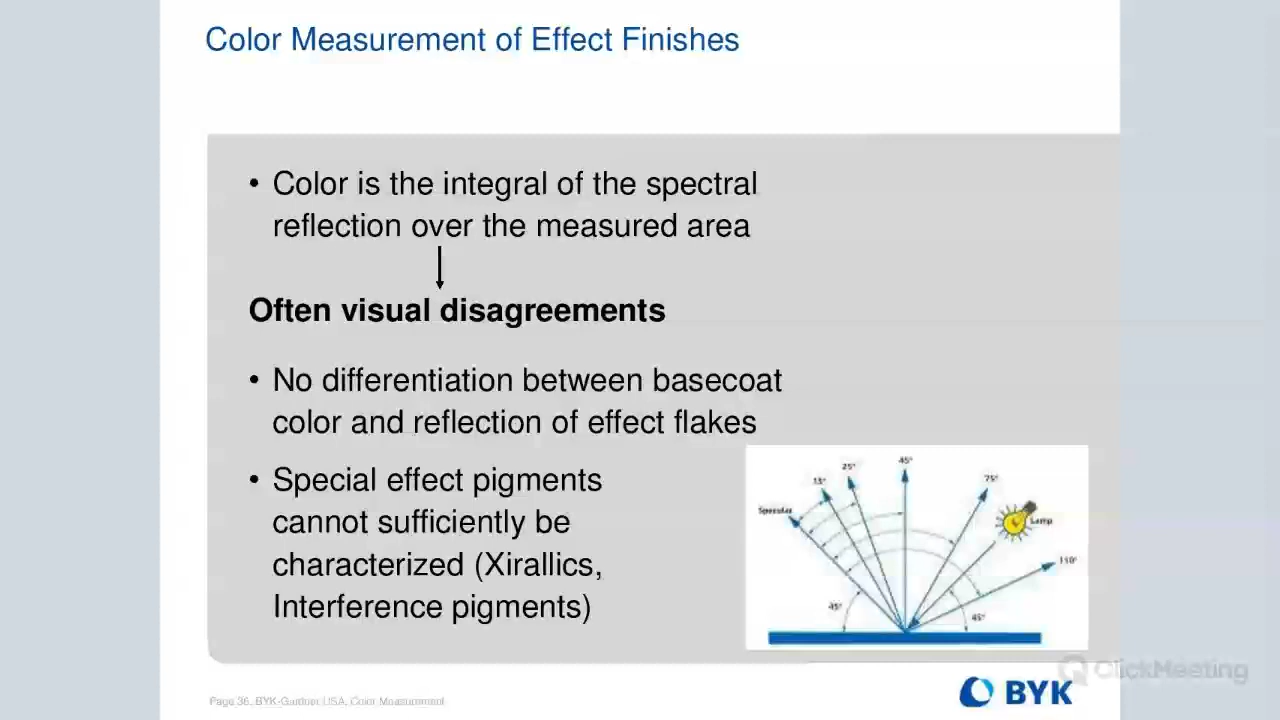 Color Measurement of Effect Finishes
• Color is the integral of the spectral
reflection over the measured area
Often visual disagreements
• No differentiation between basecoat
color and reflection of effect flakes
• Special effect pigments
cannot sufficiently be
characterized (Xirallics,
Interference pigments)
45°
25°
15°
75°
Specular
Lamp
110°
45°
45°
ClickMeeting
BYK
Page 36, BYK-Gardner USA, Color Measurement